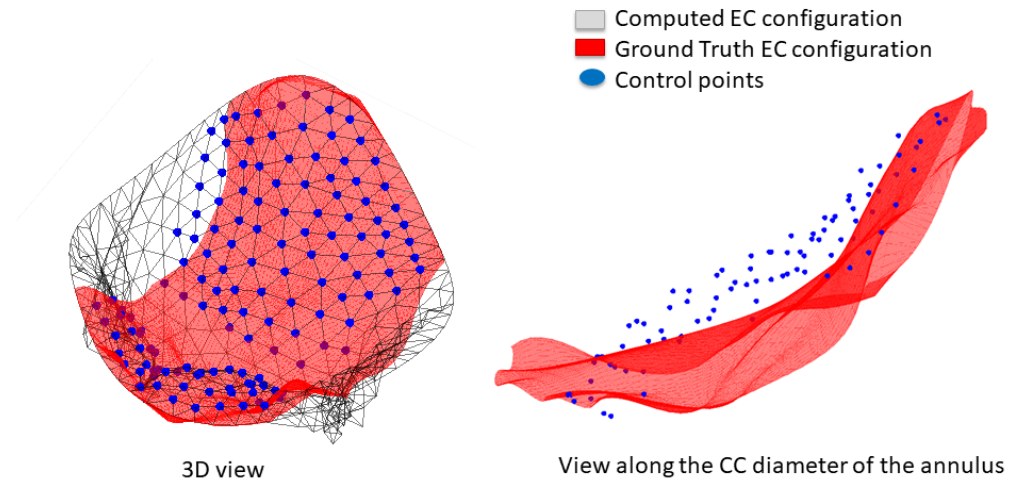 Computed EC configuration
Ground Truth EC configuration
Control points
3D view
View along the CC diameter of the annulus